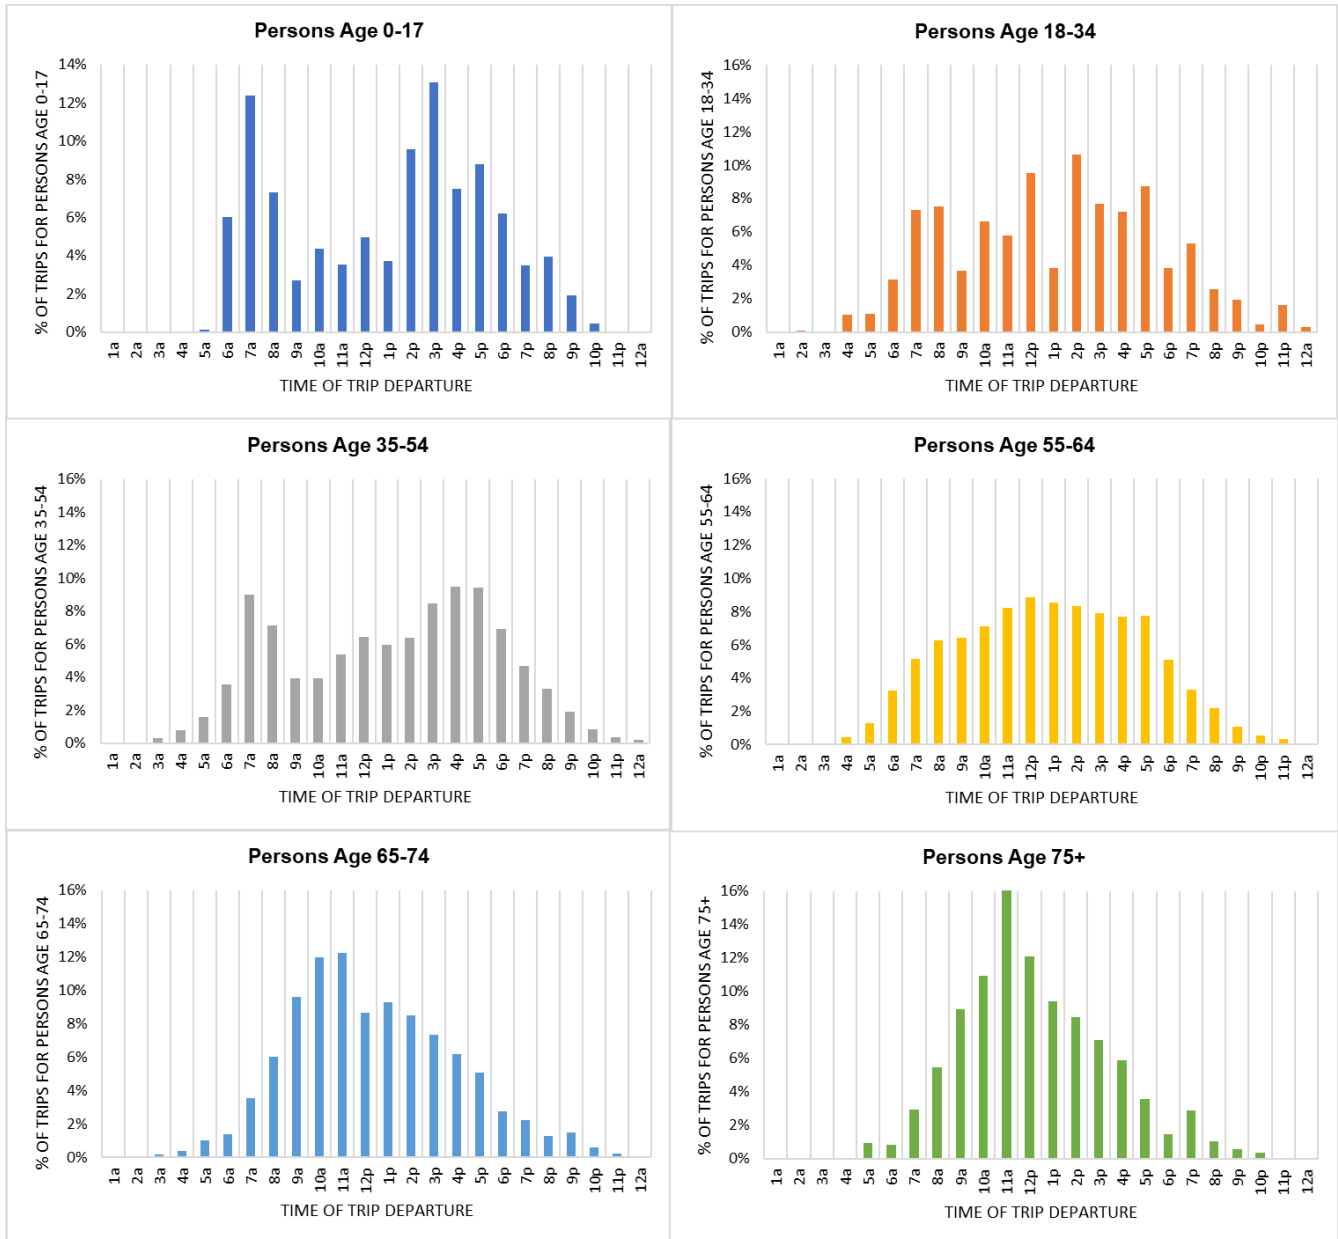 Persons Age 0-17
% OF TRIPS FOR PERSONS AGE 0-17
14%
12%
10%
8%
6%
4%
2%
0%
1a 2a 3a 4a 5a 6a 7a 8a 9a 10a 11a 12p 1p 2p 3p 4p 5p 6p 7p 8p 9p 10p 11p 12a
TIME OF TRIP DEPARTURE
Persons Age 18-34
% OF TRIPS FOR PERSONS AGE 18-34
16%
14%
12%
10%
8%
6%
4%
2%
0%
1a 2a 3a 4a 5a 6a 7a 8a 9a 10a 11a 12p 1p 2p 3p 4p 5p 6p 7p 8p 9p 10p 11p 12a
TIME OF TRIP DEPARTURE
Persons Age 35-54
% OF TRIPS FOR PERSONS AGE 35-54
16%
14%
12%
10%
8%
6%
4%
2%
0%
1a 2a 3a 4a 5a 6a 7a 8a 9a 10a 11a 12p 1p 2p 3p 4p 5p 6p 7p 8p 9p 10p 11p 12a
TIME OF TRIP DEPARTURE
Persons Age 55-64
% OF TRIPS FOR PERSONS AGE 55-64
16%
14%
12%
10%
8%
6%
4%
2%
0%
1a 2a 3a 4a 5a 6a 7a 8a 9a 10a 11a 12p 1p 2p 3p 4p 5p 6p 7p 8p 9p 10p 11p 12a
TIME OF TRIP DEPARTURE
Persons Age 65-74
% OF TRIPS FOR PERSONS AGE 65-74
16%
14%
12%
10%
8%
6%
4%
2%
0%
1a 2a 3a 4a 5a 6a 7a 8a 9a 10a 11a 12p 1p 2p 3p 4p 5p 6p 7p 8p 9p 10p 11p 12a
TIME OF TRIP DEPARTURE
Persons Age 75+
% OF TRIPS FOR PERSONS AGE 75+
16%
14%
12%
10%
8%
6%
4%
2%
0%
1a 2a 3a 4a 5a 6a 7a 8a 9a 10a 11a 12p 1p 2p 3p 4p 5p 6p 7p 8p 9p 10p 11p 12a
TIME OF TRIP DEPARTURE